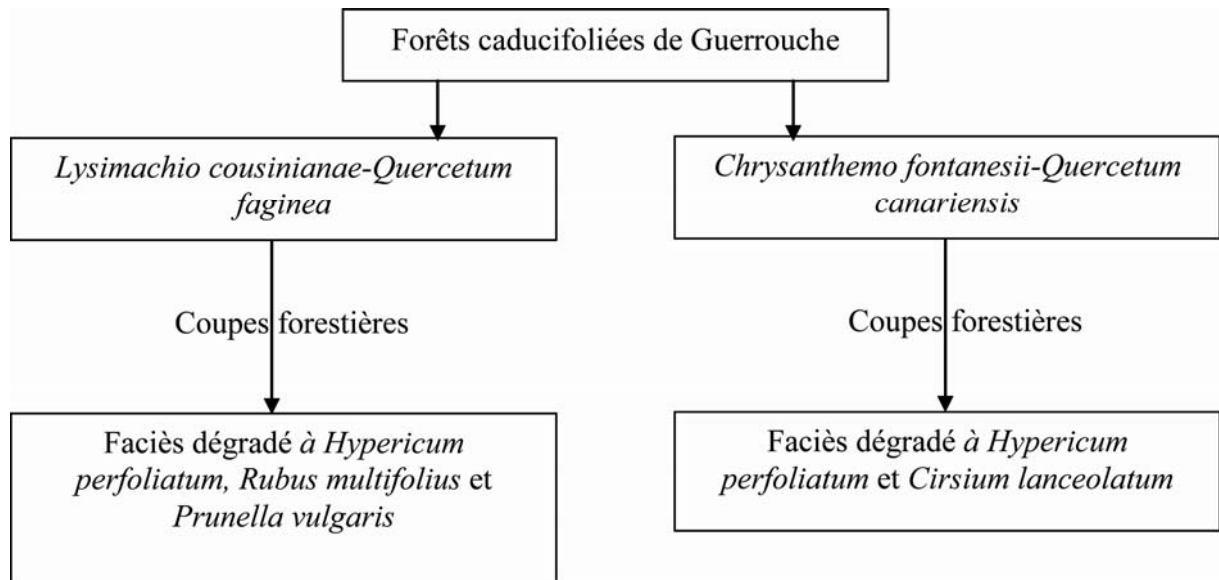 Forêts caducifoliées de Guerrouche
Lysimachio cousinianae-Quercetum
faginea
Chrysanthemo fontanesii-Quercetum
canariensis
Coupes forestières
Coupes forestières
Faciès dégradé à Hypericum
perfoliatum, Rubus multifolius et
Prunella vulgaris
Faciès dégradé à Hypericum
perfoliatum et Cirsium lanceolatum